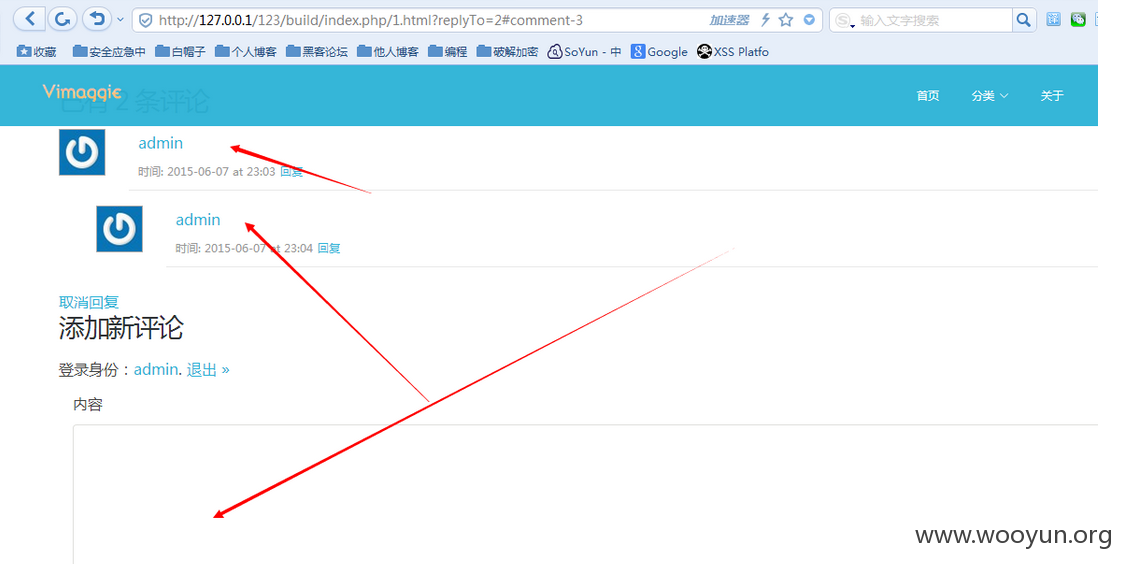 http://127.0.0.1/123/build/index.php/1.html?replyTo=2#comment-3 加速器 输入文字搜索
收藏 安全应急中 白帽子 个人博客 黑客论坛 他人博客 编程 破解加密 SoYun - 中 Google XSS Platfo
Vimaggie 首页 分类 关于
已有 2 条评论
admin
时间: 2015-06-07 at 23:03 回复
admin
时间: 2015-06-07 at 23:04 回复
取消回复
添加新评论
登录身份：admin. 退出 »
内容
www.wooyun.org